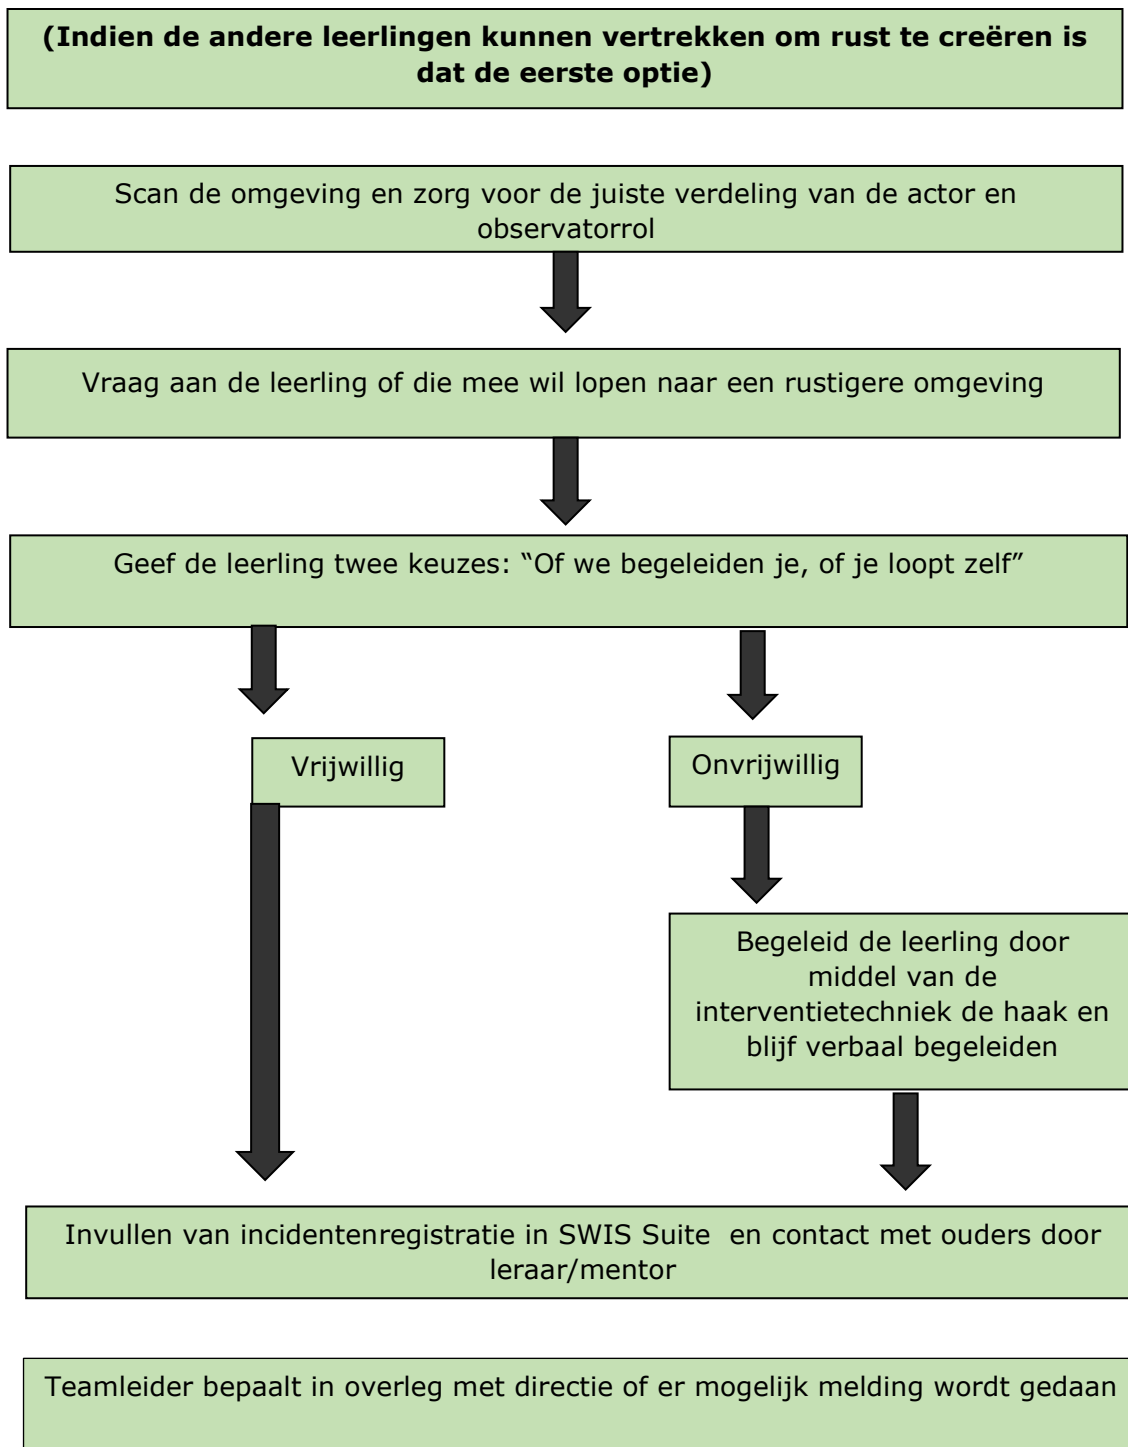 (Indien de andere leerlingen kunnen vertrekken om rust te creëren is
dat de eerste optie)
Scan de omgeving en zorg voor de juiste verdeling van de actor en
observatorrol
Vraag aan de leerling of die mee wil lopen naar een rustigere omgeving
Geef de leerling twee keuzes: “Of we begeleiden je, of je loopt zelf”
Vrijwillig
Onvrijwillig
Begeleid de leerling door
middel van de
interventietechniek de haak en
blijf verbaal begeleiden
Invullen van incidentenregistratie in SWIS Suite  en contact met ouders door
leraar/mentor
Teamleider bepaalt in overleg met directie of er mogelijk melding wordt gedaan